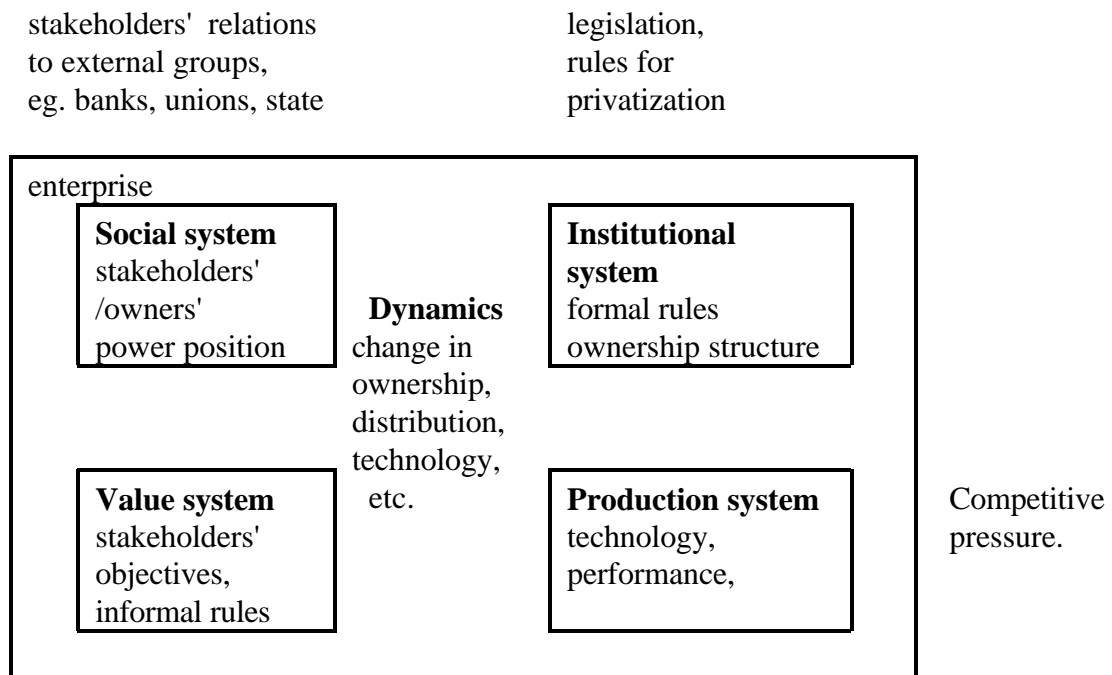 stakeholders' relations
to external groups,
eg. banks, unions, state
legislation,
rules for
privatization
enterprise
Social system
stakeholders'
/owners'
power position
Dynamics
change in
ownership,
distribution,
technology,
etc.
Institutional
system
formal rules
ownership structure
Value system
stakeholders'
objectives,
informal rules
Production system
technology,
performance,
Competitive
pressure.